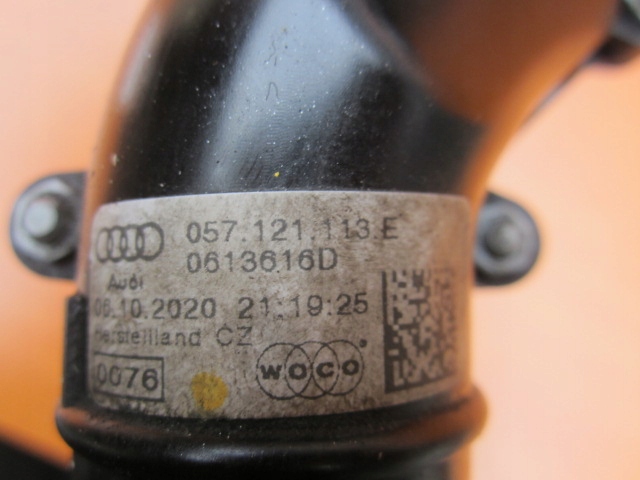 057.121.113.E
0613616D
Audi
06.10.2020 21:19:25
Herstellland CZ
0076
WOCO